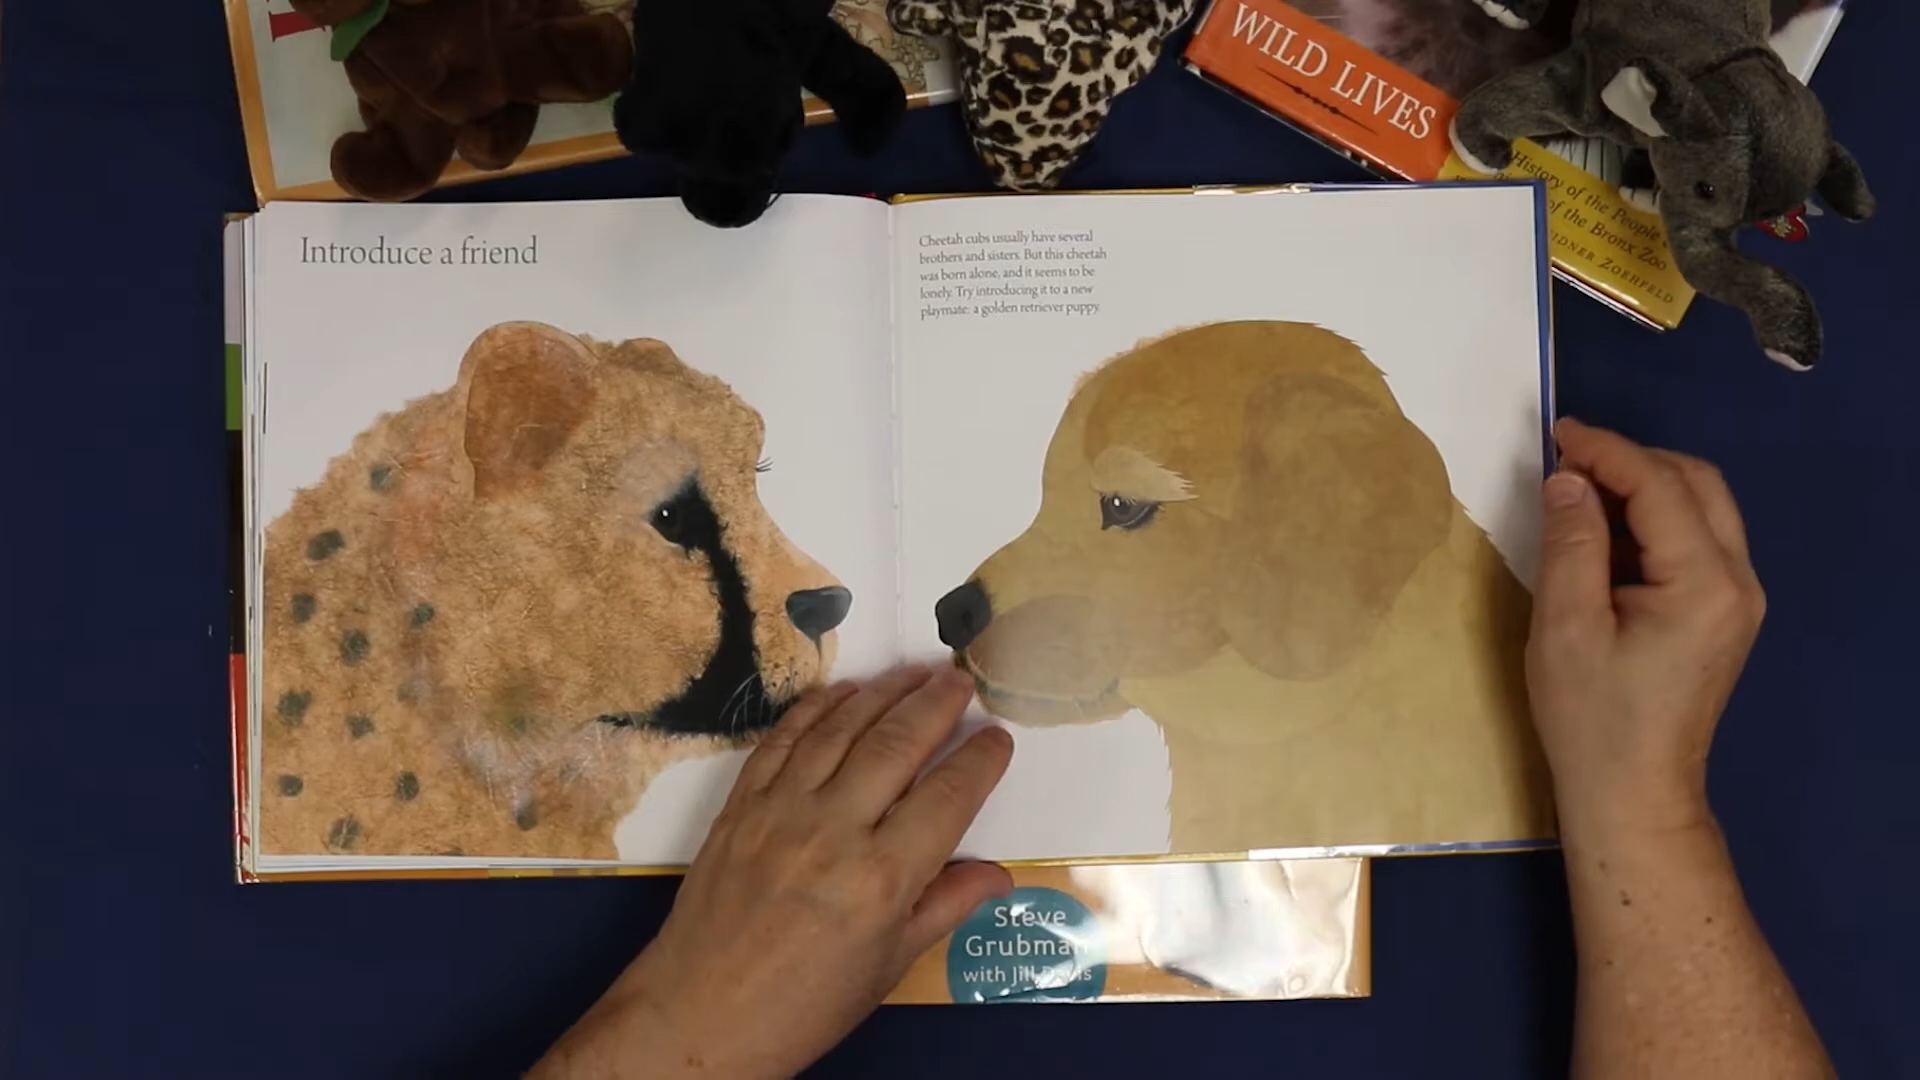 WILD LIVES
History of the People
of the Bronx Zoo
ZOEHFELD
Introduce a friend
Cheetah cubs usually have several
brothers and sisters. But this cheetah
was born alone, and it seems to be
lonely. Try introducing it to a new
playmate: a golden retriever puppy.
Steve
Grubman
with Jill Davis